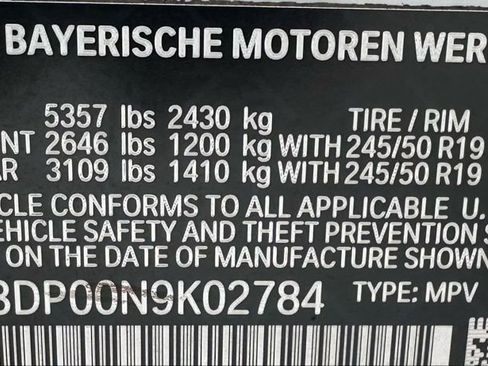 BAYERISCHE MOTOREN WER
5357 lbs 2430 kg TIRE / RIM
NT 2646 lbs 1200 kg WITH 245/50 R19
AR 3109 lbs 1410 kg WITH 245/50 R19
CLE CONFORMS TO ALL APPLICABLE U.
EHICLE SAFETY AND THEFT PREVENTION S
ON THE DATE OF MANUFACTURE SHOWN
3DP00N9K02784 TYPE: MPV